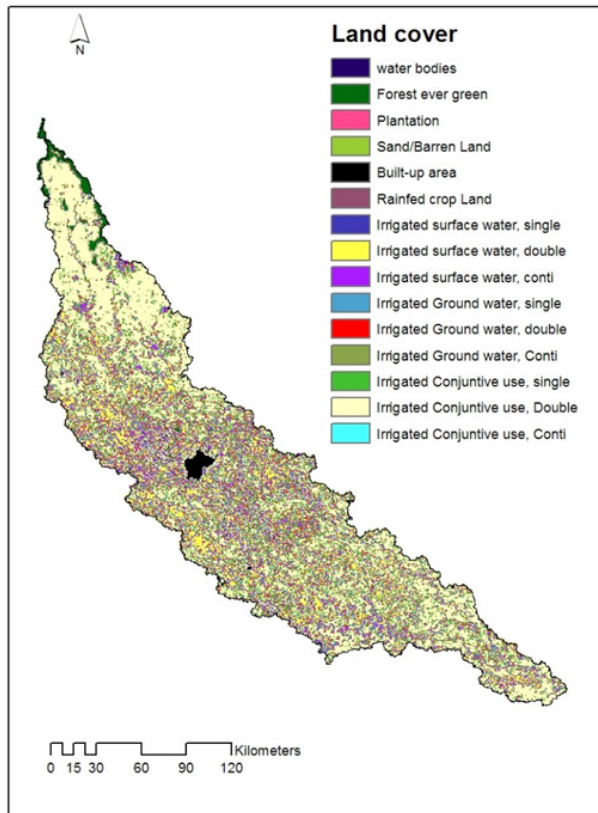 N
Land cover
water bodies
Forest ever green
Plantation
Sand/Barren Land
Built-up area
Rainfed crop Land
Irrigated surface water, single
Irrigated surface water, double
Irrigated surface water, conti
Irrigated Ground water, single
Irrigated Ground water, double
Irrigated Ground water, Conti
Irrigated Conjuntive use, single
Irrigated Conjuntive use, Double
Irrigated Conjuntive use, Conti
Kilometers
0 15 30 60 90 120